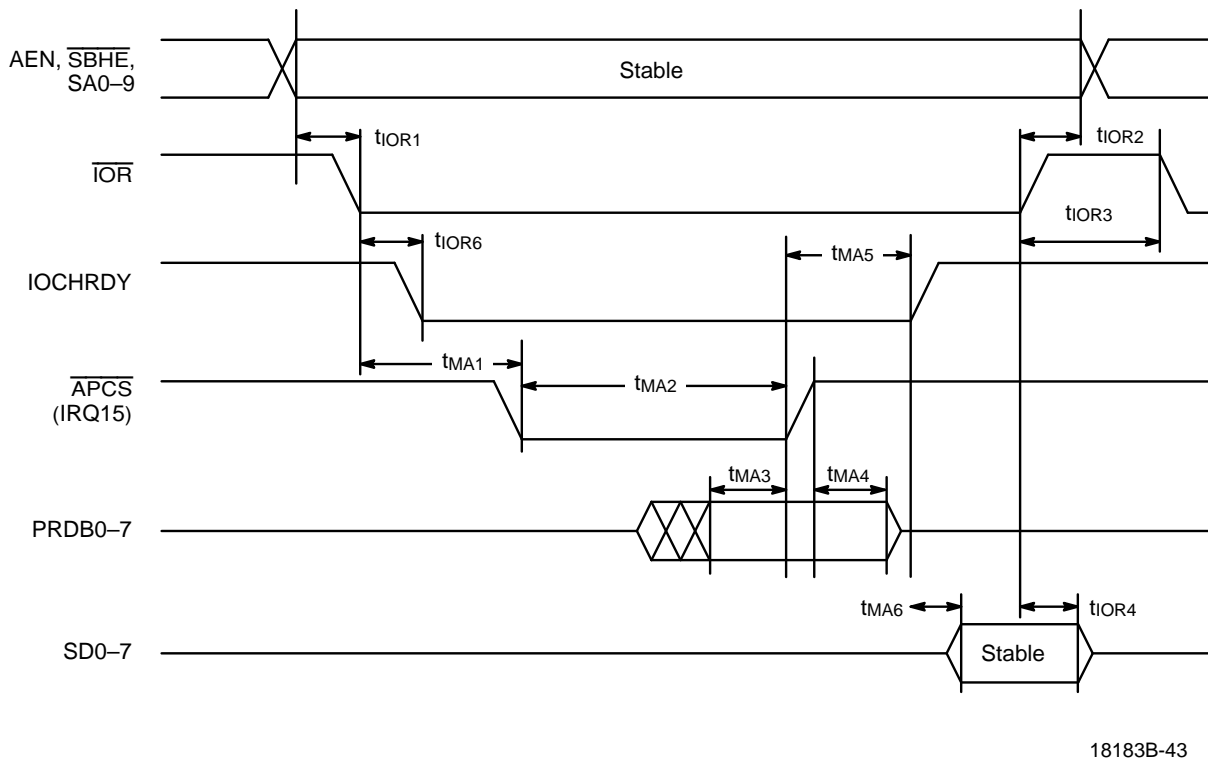 AEN, SBHE,
SA0–9
Stable
tIOR1
tIOR2
IOR
tIOR3
tIOR6
tMA5
IOCHRDY
tMA1
tMA2
APCS
(IRQ15)
tMA3
tMA4
PRDB0–7
tMA6
tIOR4
SD0–7
Stable
18183B-43